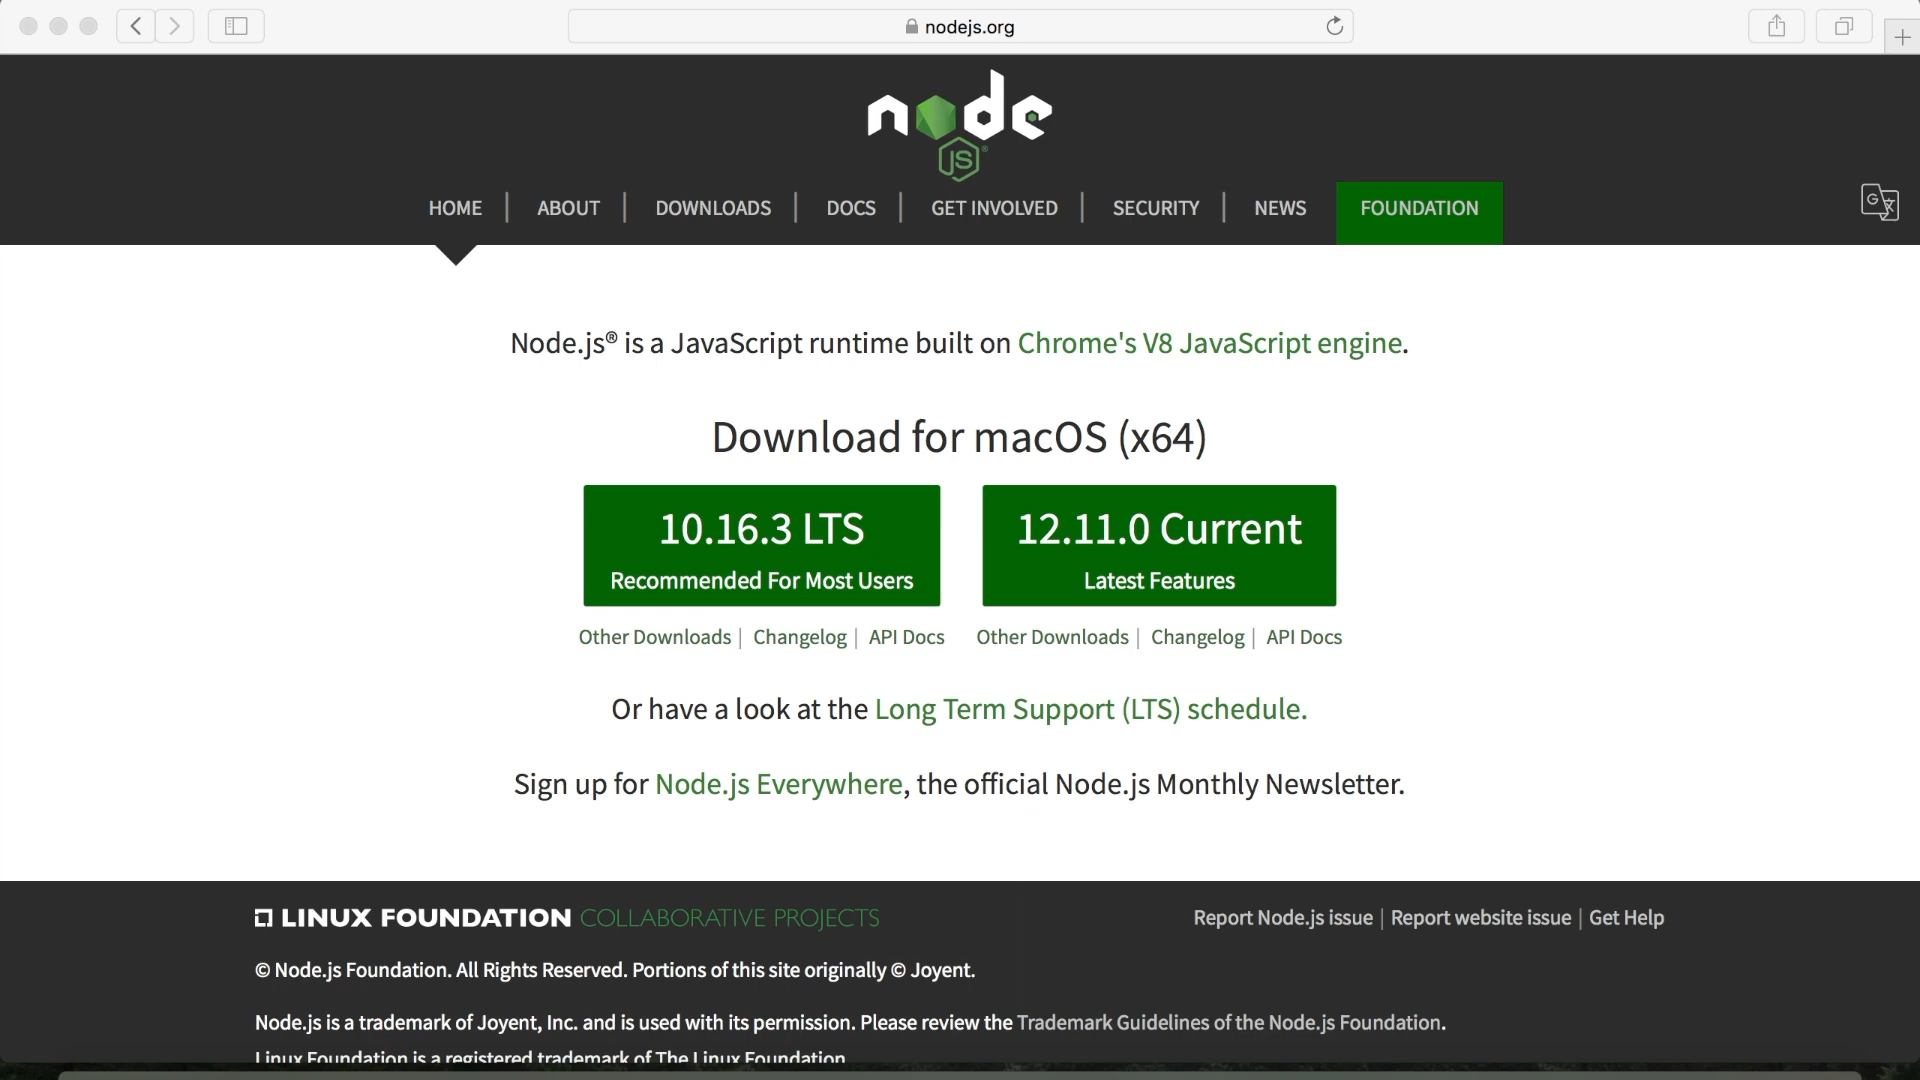 nodejs.org
node
JS®
HOME | ABOUT | DOWNLOADS | DOCS | GET INVOLVED | SECURITY | NEWS FOUNDATION
Node.js® is a JavaScript runtime built on Chrome's V8 JavaScript engine.
Download for macOS (x64)
10.16.3 LTS
Recommended For Most Users
12.11.0 Current
Latest Features
Other Downloads | Changelog | API Docs
Other Downloads | Changelog | API Docs
Or have a look at the Long Term Support (LTS) schedule.
Sign up for Node.js Everywhere, the official Node.js Monthly Newsletter.
LINUX FOUNDATION COLLABORATIVE PROJECTS
Report Node.js issue | Report website issue | Get Help
© Node.js Foundation. All Rights Reserved. Portions of this site originally © Joyent.
Node.js is a trademark of Joyent, Inc. and is used with its permission. Please review the Trademark Guidelines of the Node.js Foundation.
Linux Foundation is a registered trademark of The Linux Foundation.